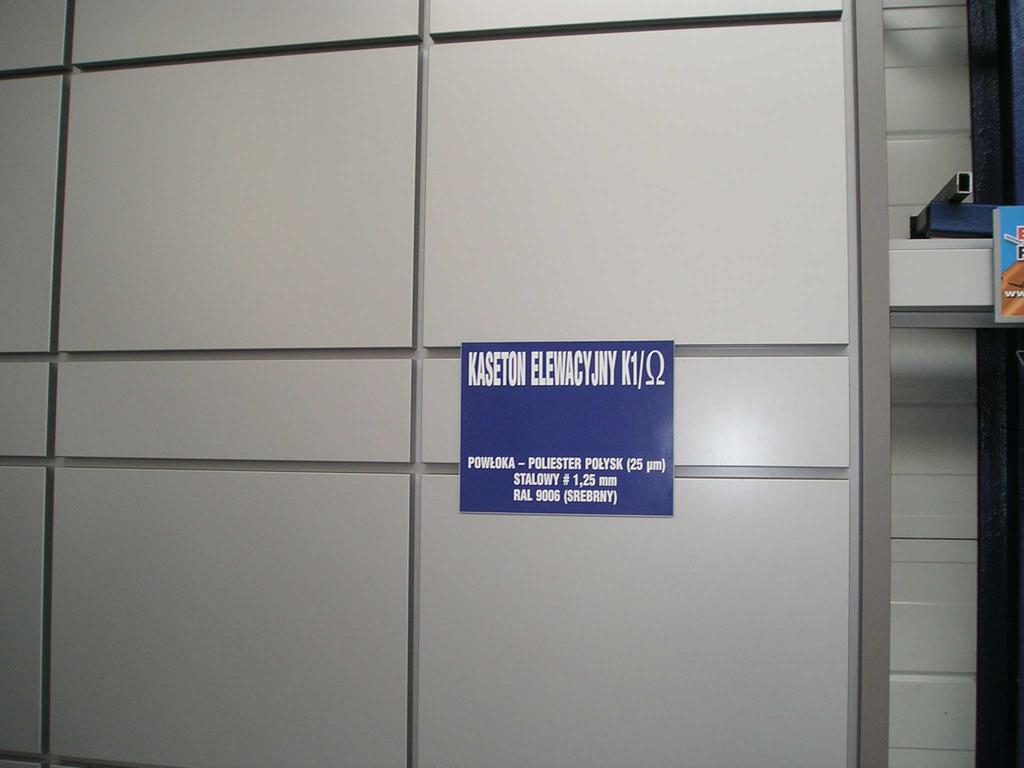 KASETON ELEWACYJNY K1/Ω
POWŁOKA – POLIESTER POŁYSK (25 µm)
STALOWY # 1,25 mm
RAL 9006 (SREBRNY)